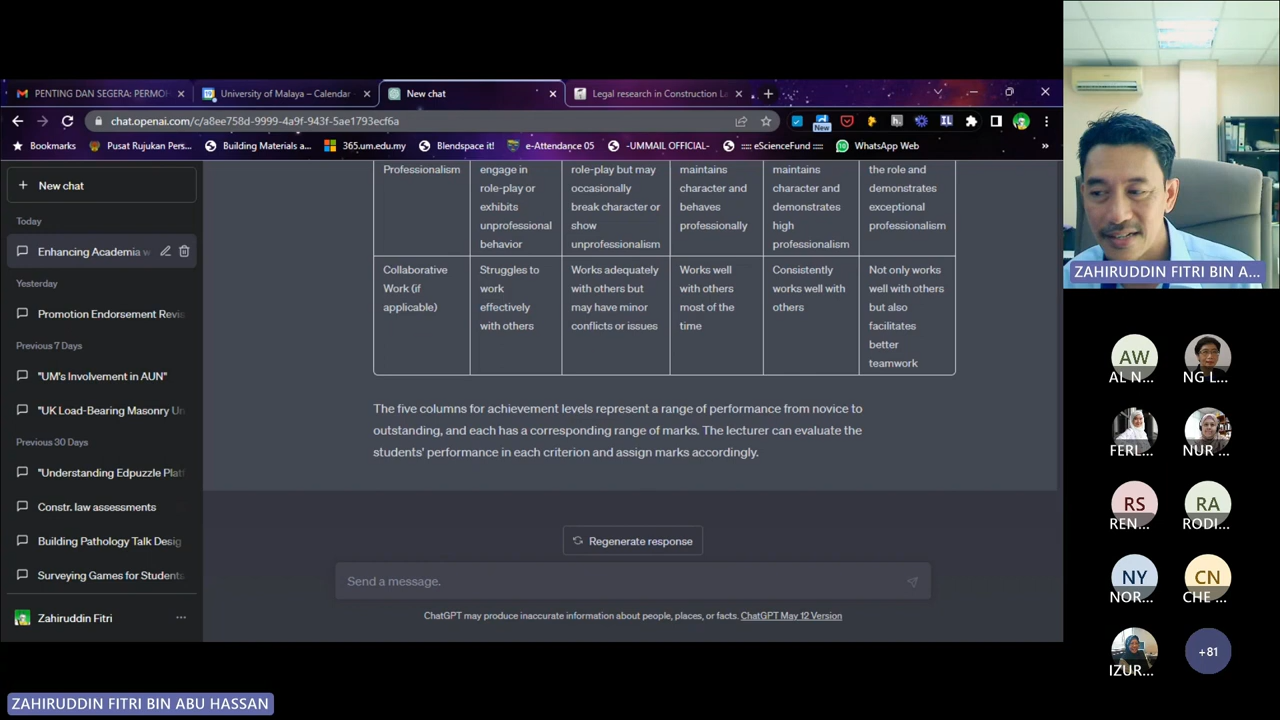 PENTING DAN SEGERA: PERMO
University of Malaya – Calendar
New chat
Legal research in Construction La
chat.openai.com/c/a8ee758d-9999-4a9f-943f-5ae1793ecf6a
New
Bookmarks
Pusat Rujukan Pers...
Building Materials a...
365.um.edu.my
Blendspace it!
e-Attendance 05
-UMMAIL OFFICIAL-
::::: eScienceFund ::::
WhatsApp Web
New chat
Today
Enhancing Academia w
Yesterday
Promotion Endorsement Revis
Previous 7 Days
"UM's Involvement in AUN"
"UK Load-Bearing Masonry Un
Previous 30 Days
"Understanding Edpuzzle Platf
Constr. law assessments
Building Pathology Talk Desig
Surveying Games for Students
Zahiruddin Fitri
Professionalism
engage in
role-play or
exhibits
unprofessional
behavior
role-play but may
occasionally
break character or
show
unprofessionalism
maintains
character and
behaves
professionally
maintains
character and
demonstrates
high
professionalism
the role and
demonstrates
exceptional
professionalism
Collaborative
Work (if
applicable)
Struggles to
work
effectively
with others
Works adequately
with others but
may have minor
conflicts or issues
Works well
with others
most of the
time
Consistently
works well with
others
Not only works
well with others
but also
facilitates
better
teamwork
The five columns for achievement levels represent a range of performance from novice to
outstanding, and each has a corresponding range of marks. The lecturer can evaluate the
students' performance in each criterion and assign marks accordingly.
Regenerate response
Send a message.
ChatGPT may produce inaccurate information about people, places, or facts. ChatGPT May 12 Version
ZAHIRUDDIN FITRI BIN A...
AW
AL N...
NG L...
FERL...
NUR ...
RS
REN...
RA
RODI...
NY
NOR...
CN
CHE ...
IZUR...
+81
ZAHIRUDDIN FITRI BIN ABU HASSAN